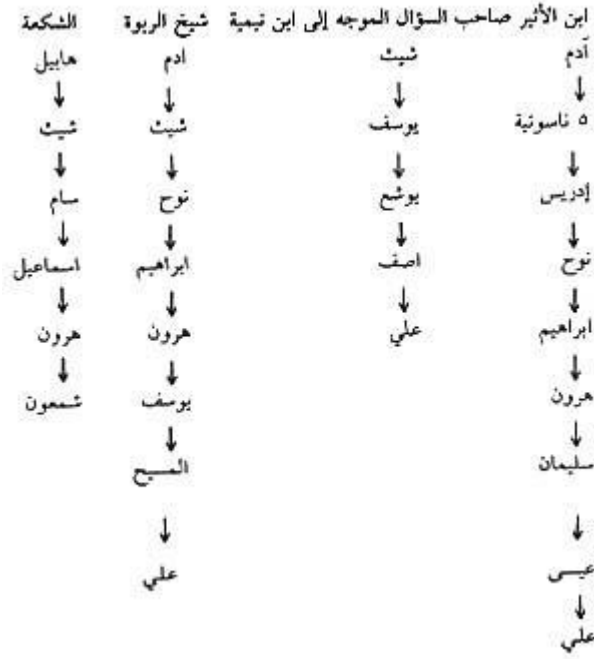 ابن الأثير صاحب السؤال الموجه إلى ابن تيمية شيخ الربوة الشكعة
آدم شيث ادم هابيل
↓ ↓ ↓ ↓
٥ ناسوتية يوسف شيث شيث
↓ ↓ ↓ ↓
إدريس يوشع نوح سام
↓ ↓ ↓ ↓
نوح اصف ابراهيم اسماعيل
↓ ↓ ↓ ↓
ابراهيم علي هرون هرون
↓ ↓ ↓
هرون يوسف شمعون
↓ ↓
سليمان المسيح
↓ ↓
عيسى علي
↓
علي